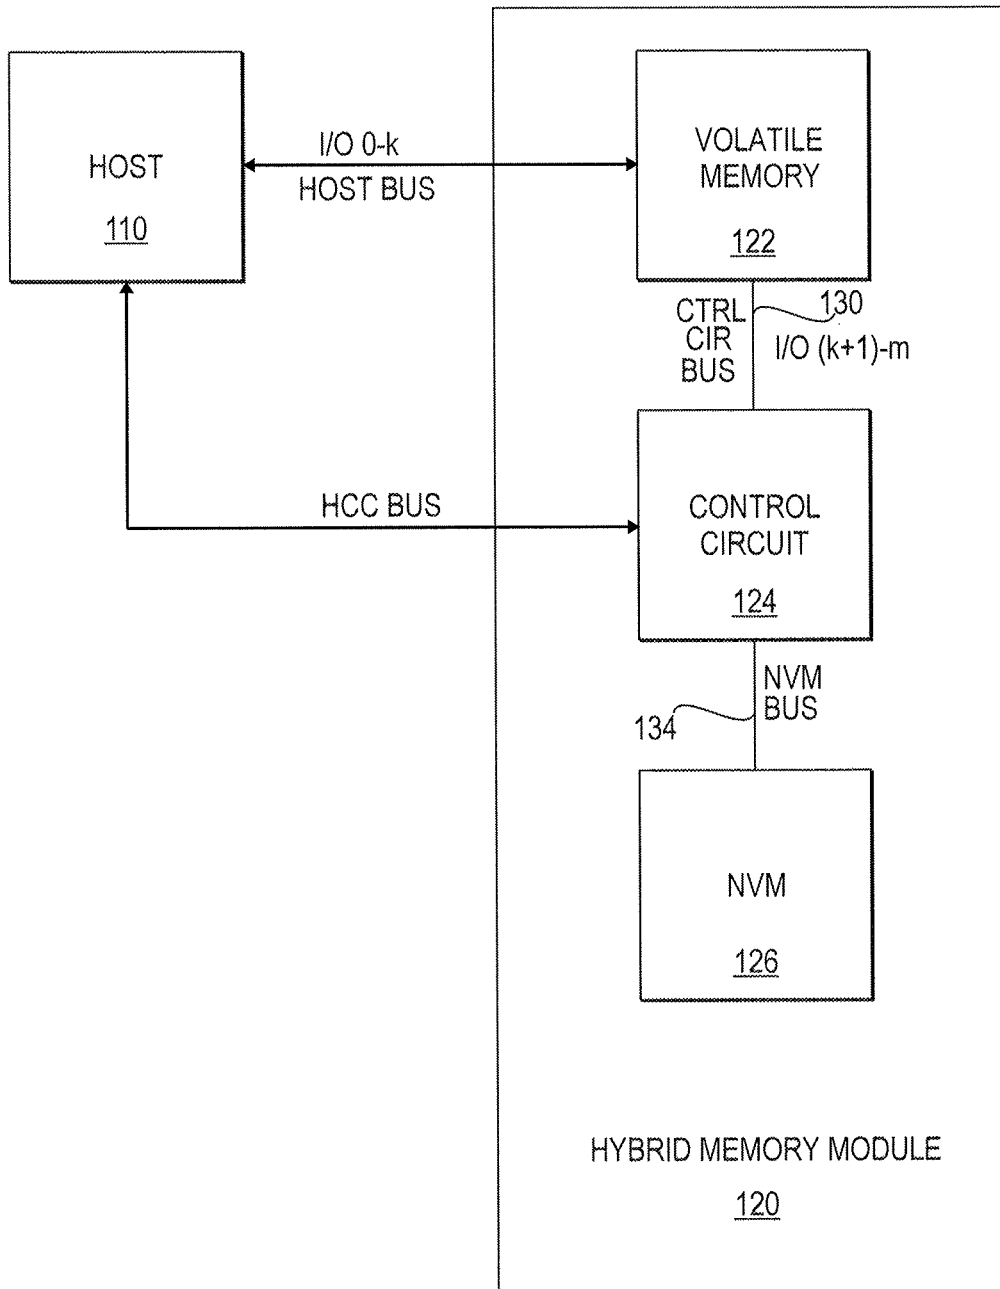 HOST
110
I/O 0-k
HOST BUS
VOLATILE
MEMORY
122
CTRL
CIR
BUS
130
I/O (k+1)-m
HCC BUS
CONTROL
CIRCUIT
124
NVM
BUS
134
NVM
126
HYBRID MEMORY MODULE
120